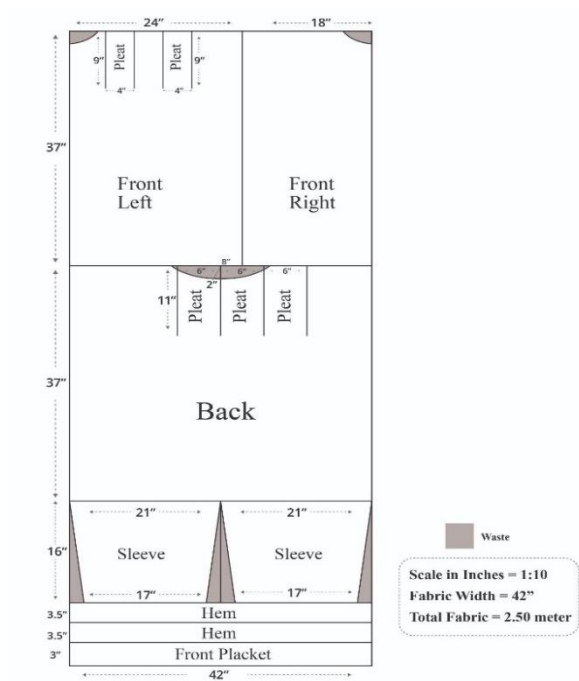 24” 18”
9” Pleat Pleat 9”
4” 4”
37”
Front Front
Left Right
8”
6” 6” 6”
2”
11” Pleat Pleat Pleat
37”
Back
21” 21”
16” Sleeve Sleeve
17” 17”
3.5” Hem
3.5” Hem
3” Front Placket
42”
Waste
Scale in Inches = 1:10
Fabric Width = 42”
Total Fabric = 2.50 meter